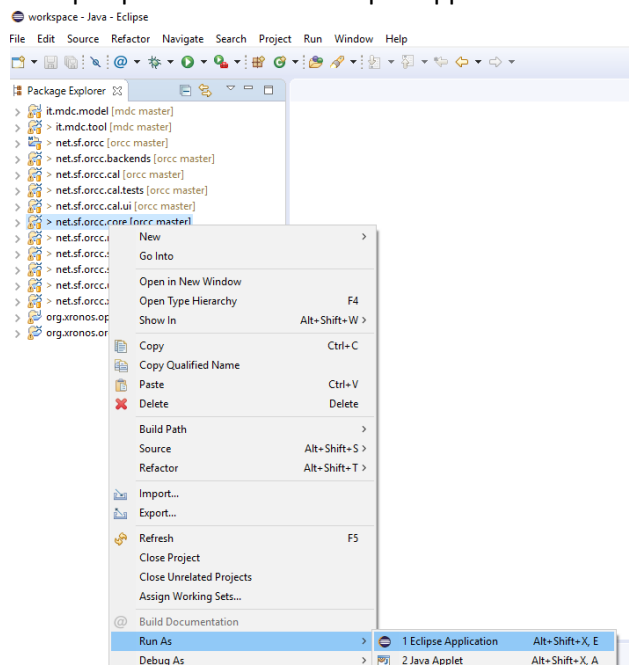 workspace - Java - Eclipse
File Edit Source Refactor Navigate Search Project Run Window Help
Package Explorer
it.mdc.model [mdc master]
> it.mdc.tool [mdc master]
> net.sf.orcc [orcc master]
> net.sf.orcc.backends [orcc master]
> net.sf.orcc.cal [orcc master]
> net.sf.orcc.cal.tests [orcc master]
> net.sf.orcc.cal.ui [orcc master]
> net.sf.orcc.core [orcc master]
> net.sf.orcc.
> net.sf.orcc.
> net.sf.orcc.
> net.sf.orcc.
> net.sf.orcc.
org.xronos.op
org.xronos.or
New
Go Into
Open in New Window
Open Type Hierarchy F4
Show In Alt+Shift+W >
Copy Ctrl+C
Copy Qualified Name
Paste Ctrl+V
Delete Delete
Build Path
Source Alt+Shift+S >
Refactor Alt+Shift+T >
Import...
Export...
Refresh F5
Close Project
Close Unrelated Projects
Assign Working Sets...
@ Build Documentation
Run As
1 Eclipse Application Alt+Shift+X, E
Debug As
2 Java Applet Alt+Shift+X, A